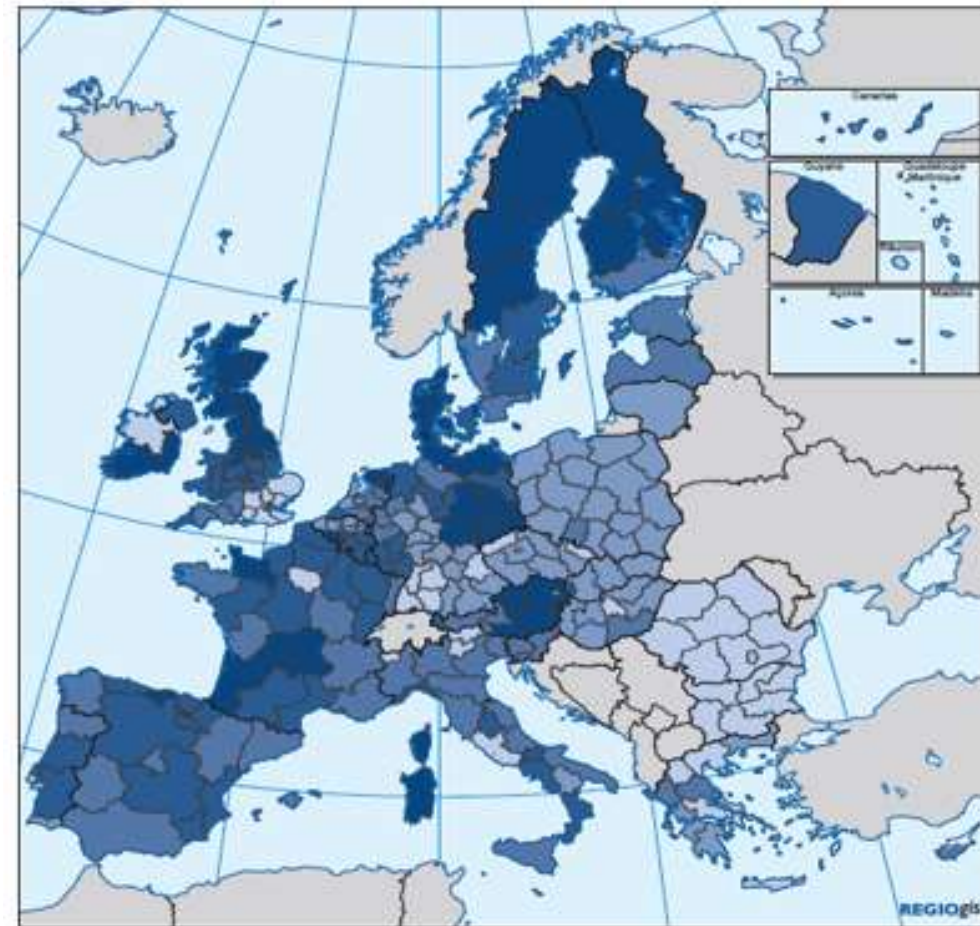 Canarias
Guyane
Guadeloupe
Martinique
Réunion
Açores
Madeira
REGIOgis